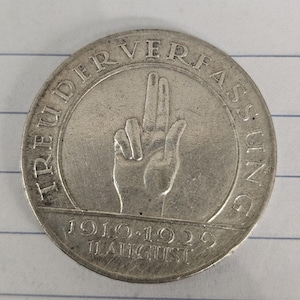 TREU DER VERFASSUNG
1919·1929
11 AUGUST